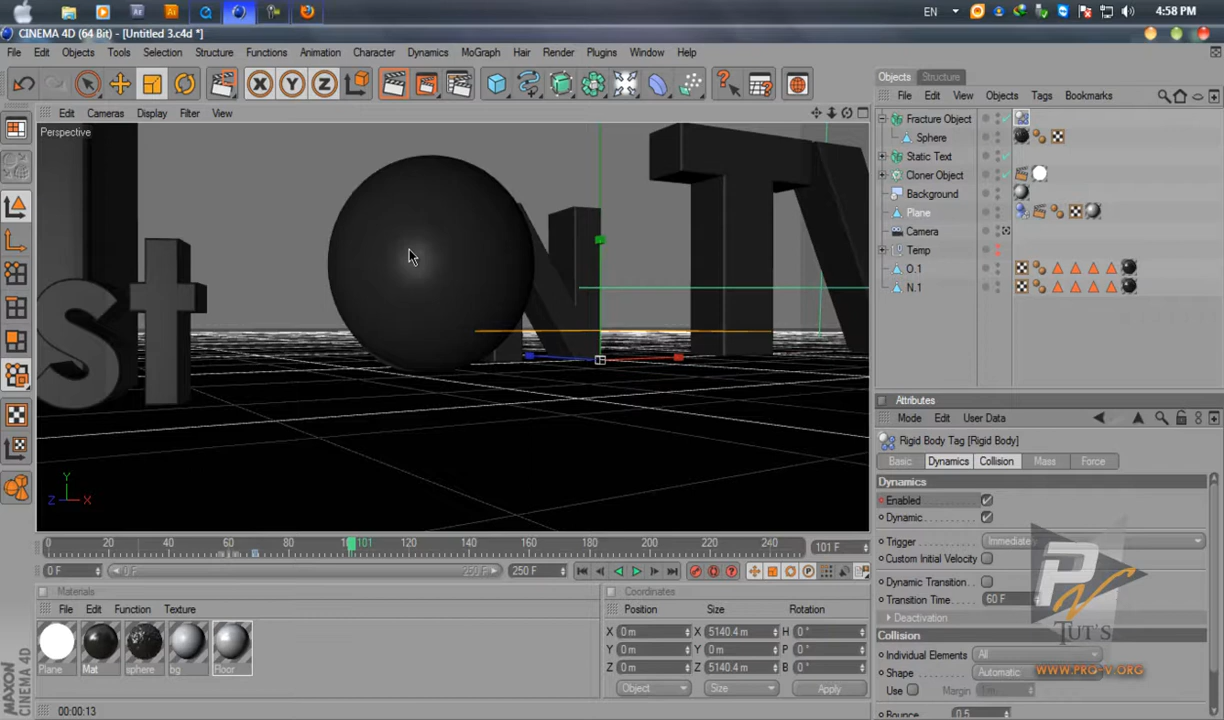 EN
4:58 PM
CINEMA 4D (64 Bit) - [Untitled 3.c4d *]
File Edit Objects Tools Selection Structure Functions Animation Character Dynamics MoGraph Hair Render Plugins Window Help
X Y Z
Objects Structure
File Edit View Objects Tags Bookmarks
Edit Cameras Display Filter View
Perspective
Fracture Object
Sphere
Static Text
Cloner Object
Background
Plane
Camera
Temp
O.1
N.1
st N T
Y
Z X
Attributes
Mode Edit User Data
Rigid Body Tag [Rigid Body]
Basic Dynamics Collision Mass Force
Dynamics
Enabled
Dynamic
Trigger Immediately
Custom Initial Velocity
Dynamic Transition
Transition Time 60 F
Deactivation
Collision
Individual Elements All
Shape Automatic
Use Margin 1 m
Bounce 0.5
PV
TUT'S
WWW.PRO-V.ORG
0 20 40 60 80 101 120 140 160 180 200 220 240 101 F
0 F 0 F 250 F 250 F
Materials
File Edit Function Texture
Plane Mat sphere bg Floor
Coordinates
Position Size Rotation
X 0 m X 5140.4 m H 0 °
Y 0 m Y 5140.4 m P 0 °
Z 0 m Z 5140.4 m B 0 °
Object Size Apply
MAXON
CINEMA 4D
00:00:13